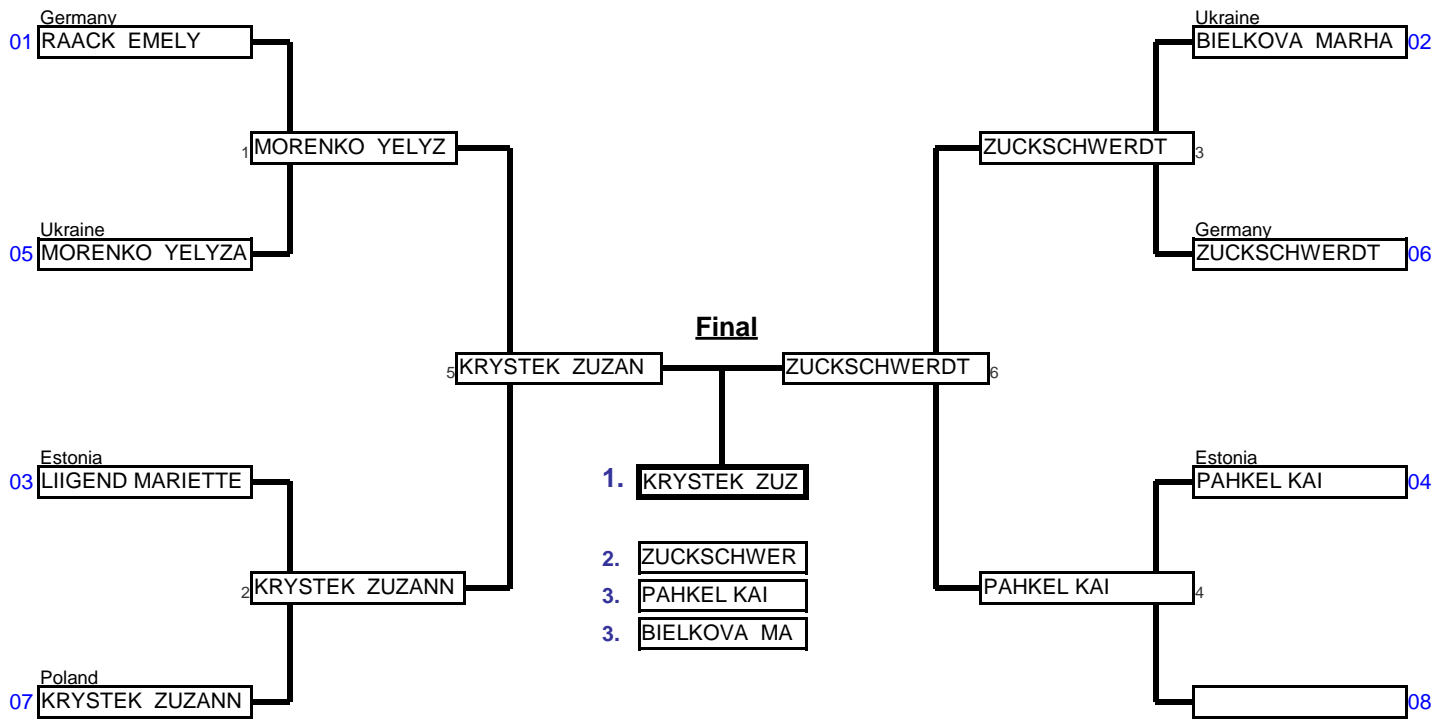 Germany
01 RAACK EMELY
Ukraine
BIELKOVA MARHA 02
1 MORENKO YELYZ
ZUCKSCHWERDT 3
Ukraine
05 MORENKO YELYZA
Germany
ZUCKSCHWERDT 06
Final
5 KRYSTEK ZUZAN
ZUCKSCHWERDT 6
Estonia
03 LIIGEND MARIETTE
1. KRYSTEK ZUZ
Estonia
PAHKEL KAI 04
2. ZUCKSCHWER
2 KRYSTEK ZUZANN
3. PAHKEL KAI
PAHKEL KAI 4
3. BIELKOVA MA
Poland
07 KRYSTEK ZUZANN
08